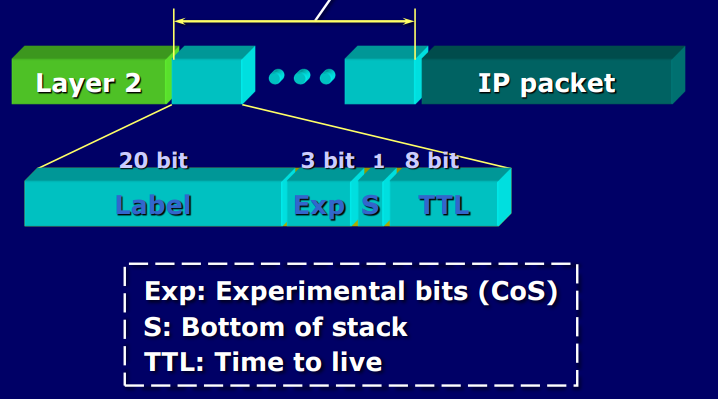 Layer 2 IP packet
20 bit 3 bit 1 8 bit
Label Exp S TTL
Exp: Experimental bits (CoS)
S: Bottom of stack
TTL: Time to live